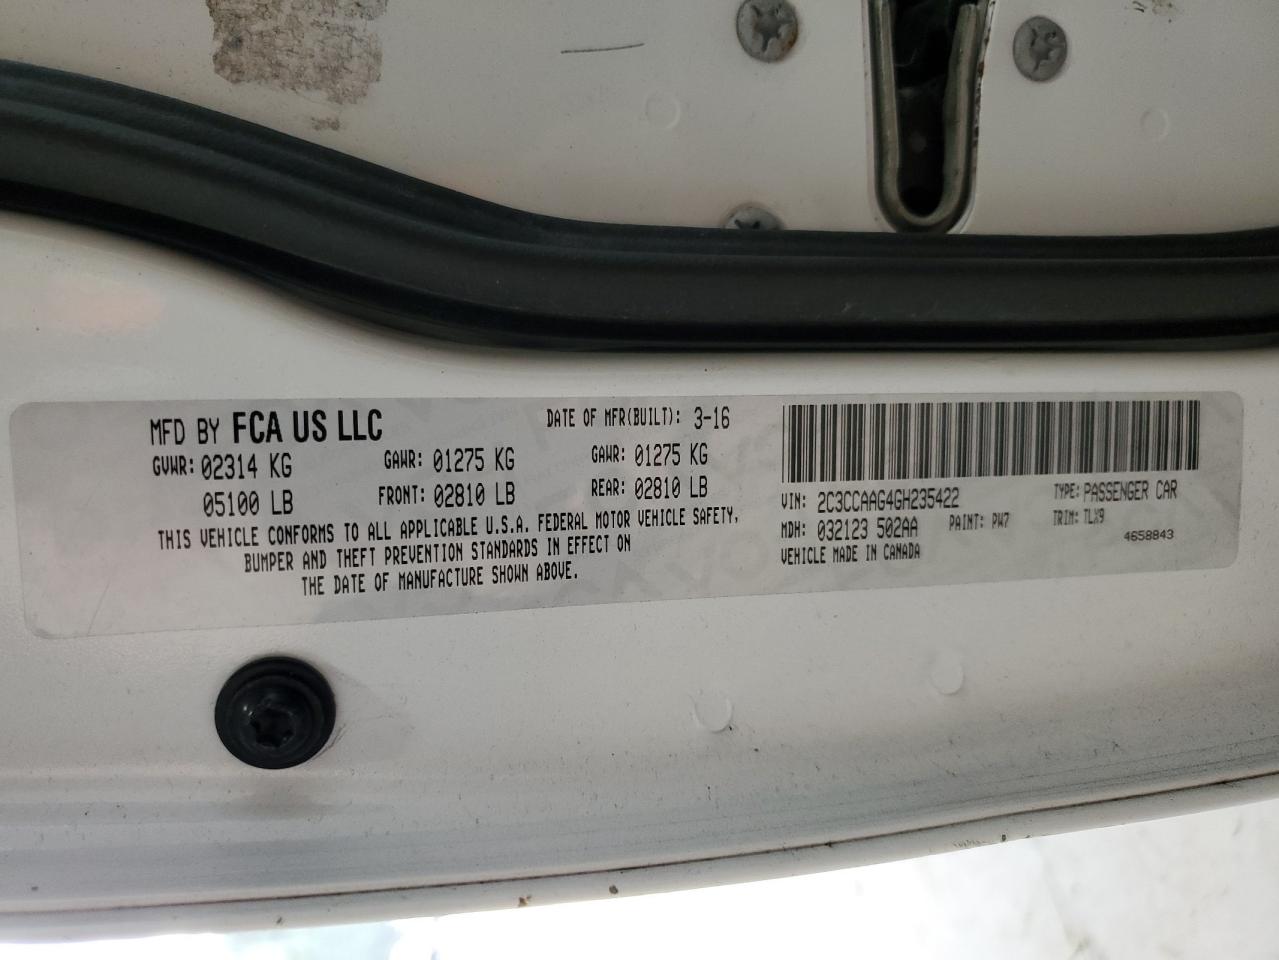 MFD BY FCA US LLC DATE OF MFR(BUILT): 3-16
GVWR: 02314 KG GAWR: 01275 KG GAWR: 01275 KG
05100 LB FRONT: 02810 LB REAR: 02810 LB
THIS VEHICLE CONFORMS TO ALL APPLICABLE U.S.A. FEDERAL MOTOR VEHICLE SAFETY,
BUMPER AND THEFT PREVENTION STANDARDS IN EFFECT ON
THE DATE OF MANUFACTURE SHOWN ABOVE.
VIN: 2C3CCAAG4GH235422 TYPE: PASSENGER CAR
MDH: 032123 502AA PAINT: PW7 TRIM: TLX9
VEHICLE MADE IN CANADA 4658843